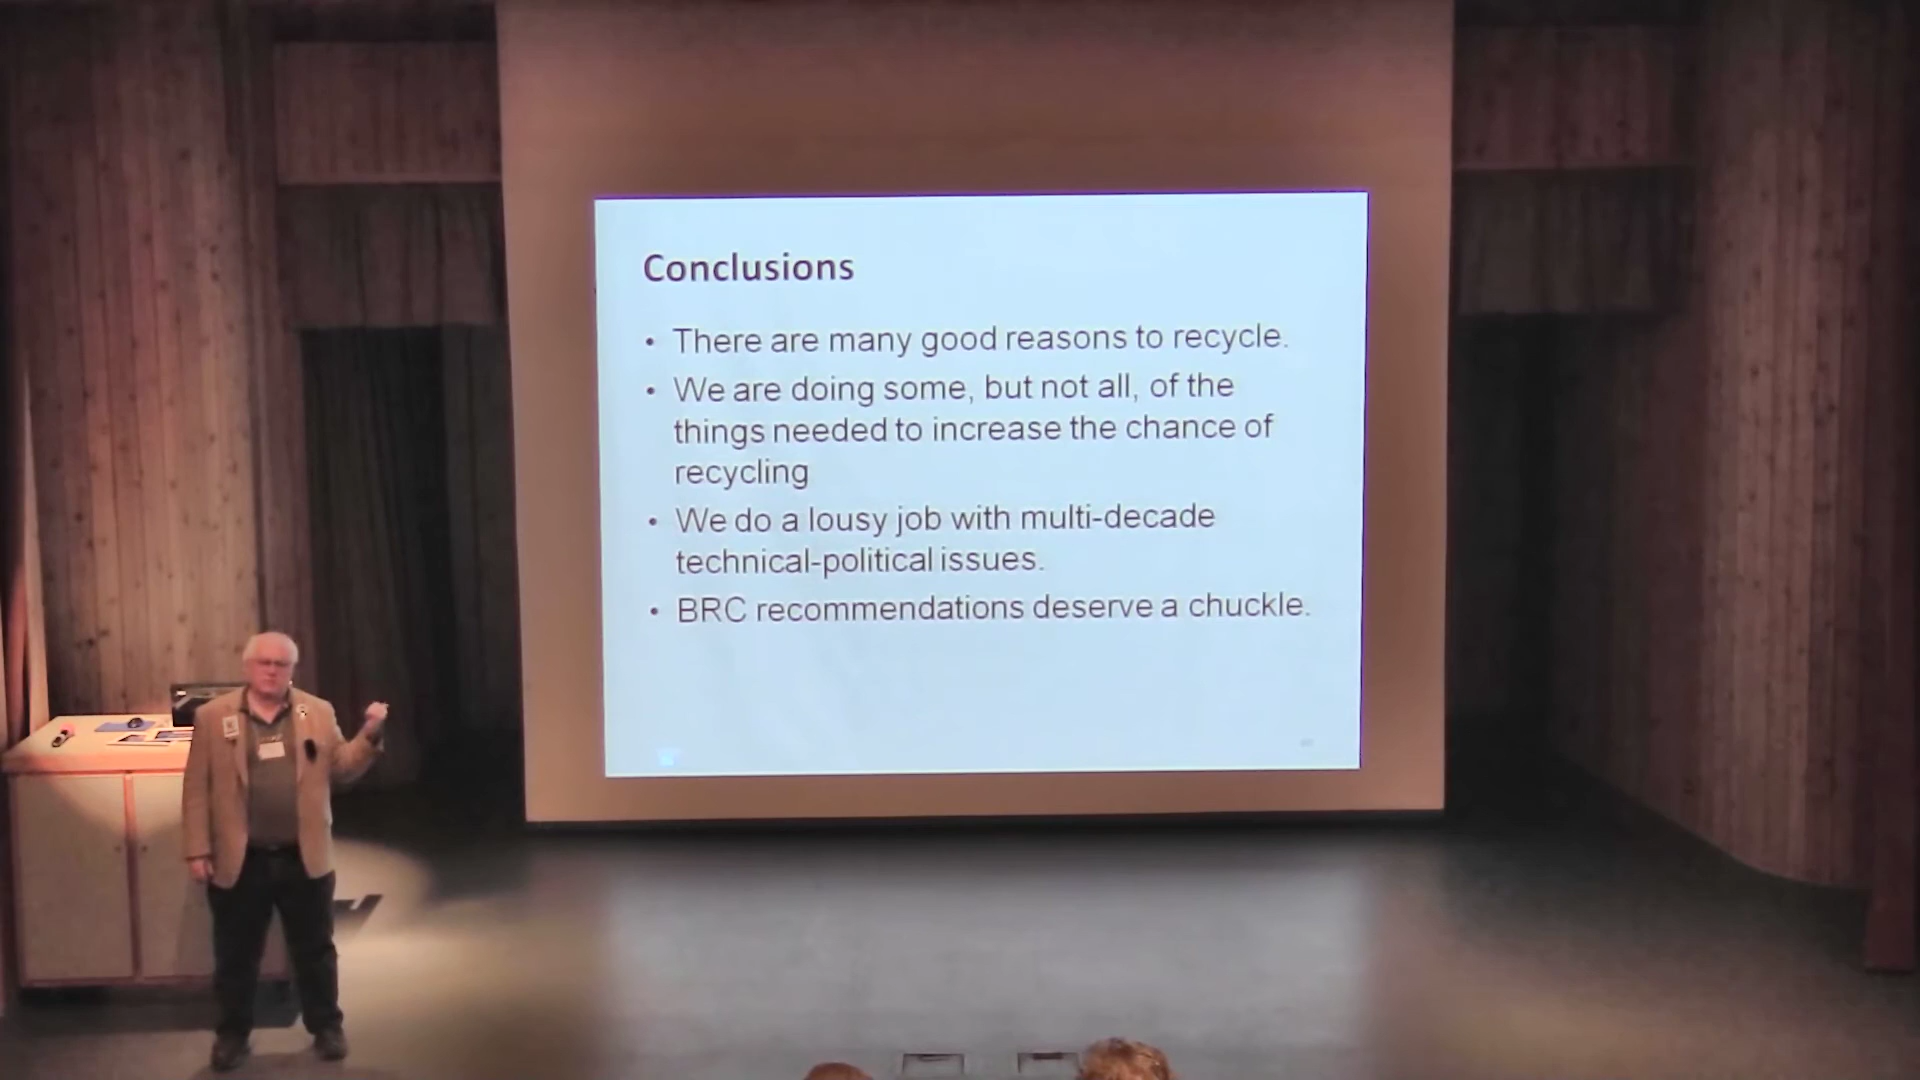 Conclusions
• There are many good reasons to recycle.
• We are doing some, but not all, of the
things needed to increase the chance of
recycling
• We do a lousy job with multi-decade
technical-political issues.
• BRC recommendations deserve a chuckle.